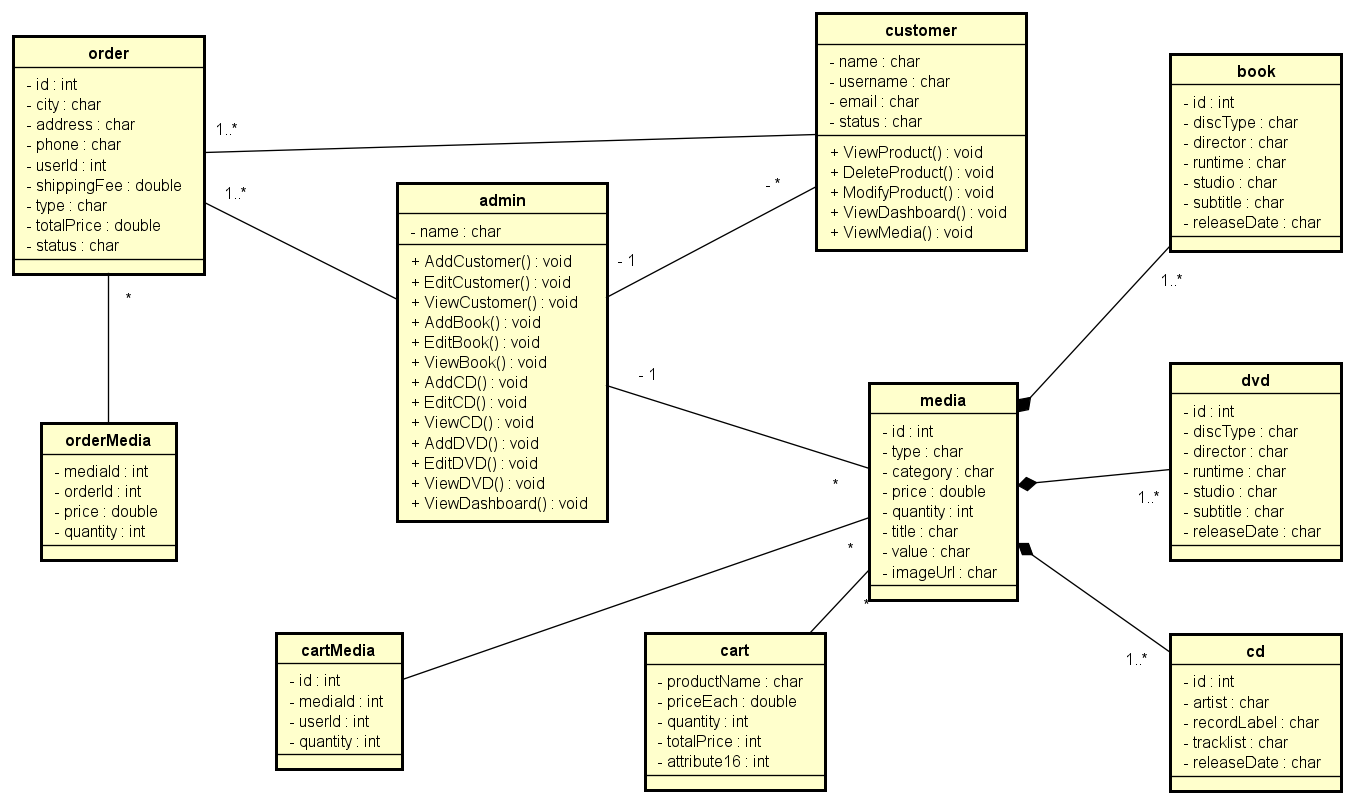 order
- id : int
- city : char
- address : char
- phone : char
- userId : int
- shippingFee : double
- type : char
- totalPrice : double
- status : char
1..*
1..*
*
customer
- name : char
- username : char
- email : char
- status : char
+ ViewProduct() : void
+ DeleteProduct() : void
+ ModifyProduct() : void
+ ViewDashboard() : void
+ ViewMedia() : void
- *
- 1
admin
- name : char
+ AddCustomer() : void
+ EditCustomer() : void
+ ViewCustomer() : void
+ AddBook() : void
+ EditBook() : void
+ ViewBook() : void
+ AddCD() : void
+ EditCD() : void
+ ViewCD() : void
+ AddDVD() : void
+ EditDVD() : void
+ ViewDVD() : void
+ ViewDashboard() : void
- 1
*
book
- id : int
- discType : char
- director : char
- runtime : char
- studio : char
- subtitle : char
- releaseDate : char
1..*
orderMedia
- mediaId : int
- orderId : int
- price : double
- quantity : int
media
- id : int
- type : char
- category : char
- price : double
- quantity : int
- title : char
- value : char
- imageUrl : char
*
*
dvd
- id : int
- discType : char
- director : char
- runtime : char
- studio : char
- subtitle : char
- releaseDate : char
1..*
cartMedia
- id : int
- mediaId : int
- userId : int
- quantity : int
cart
- productName : char
- priceEach : double
- quantity : int
- totalPrice : int
- attribute16 : int
1..*
cd
- id : int
- artist : char
- recordLabel : char
- tracklist : char
- releaseDate : char